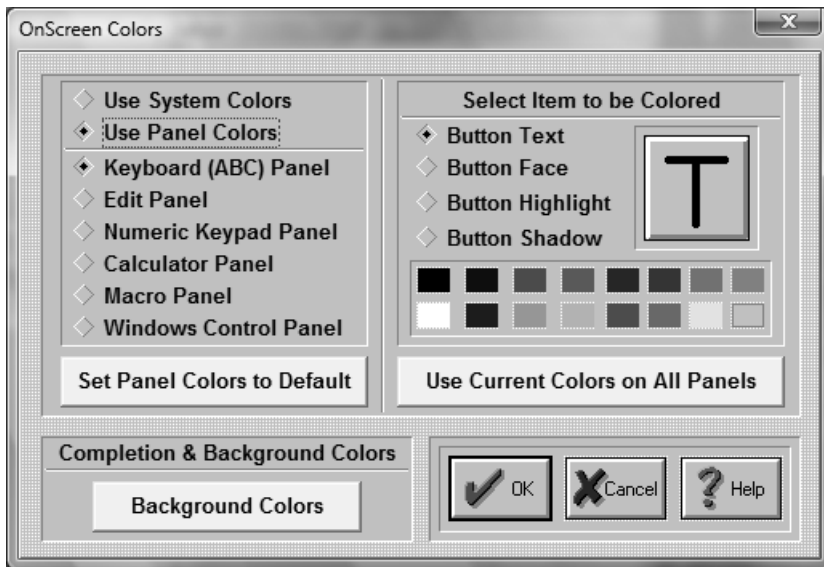 OnScreen Colors
X
Use System Colors
Use Panel Colors
Keyboard (ABC) Panel
Edit Panel
Numeric Keypad Panel
Calculator Panel
Macro Panel
Windows Control Panel
Set Panel Colors to Default
Select Item to be Colored
Button Text
Button Face
Button Highlight
Button Shadow
T
Use Current Colors on All Panels
Completion & Background Colors
Background Colors
OK
Cancel
? Help